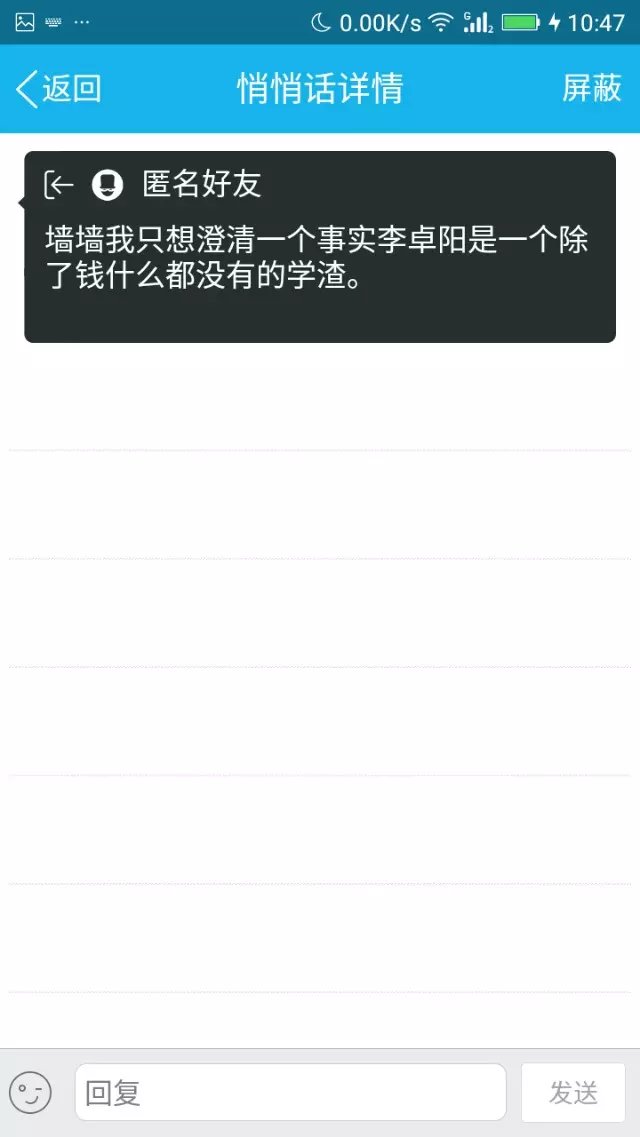 0.00K/s 10:47
返回 悄悄话详情 屏蔽
匿名好友
墙墙我只想澄清一个事实李卓阳是一个除
了钱什么都没有的学渣。
回复 发送